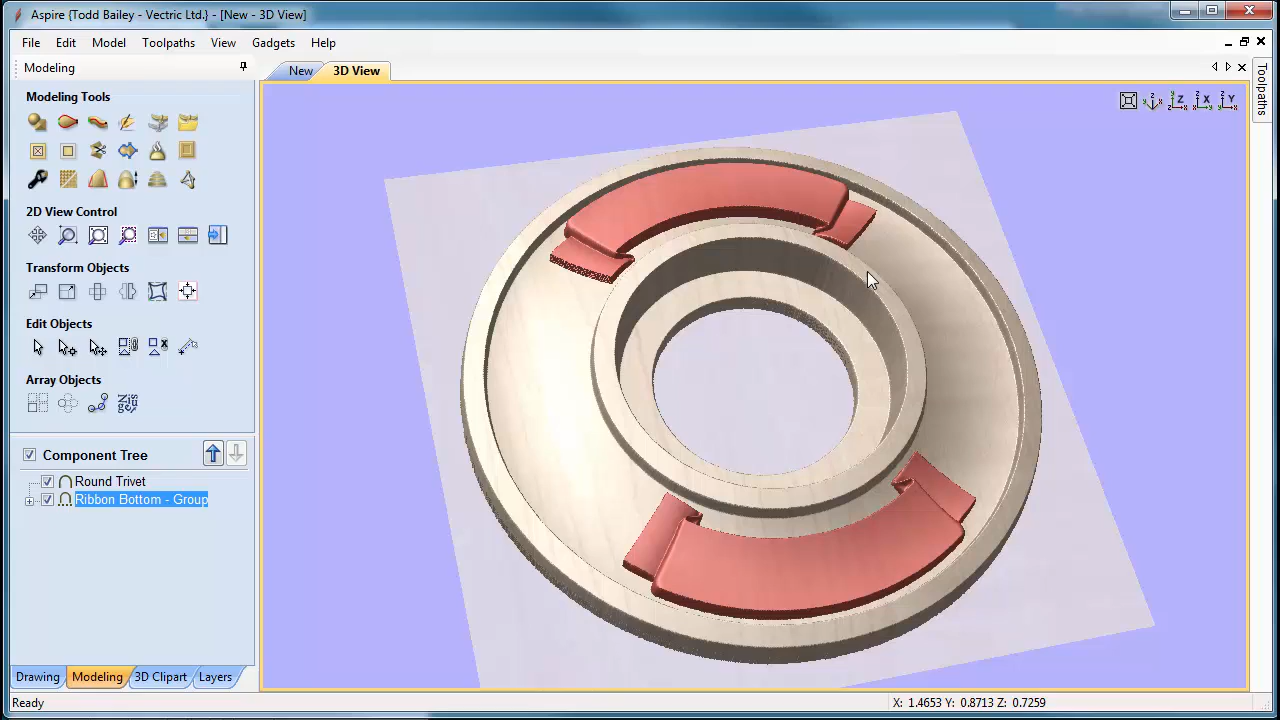 Aspire {Todd Bailey - Vectric Ltd.} - [New - 3D View]
File Edit Model Toolpaths View Gadgets Help
Modeling
New 3D View
Toolpaths
Modeling Tools
2D View Control
Transform Objects
Edit Objects
Array Objects
Component Tree
Round Trivet
Ribbon Bottom - Group
Drawing Modeling 3D Clipart Layers
Ready
X: 1.4653 Y: 0.8713 Z: 0.7259